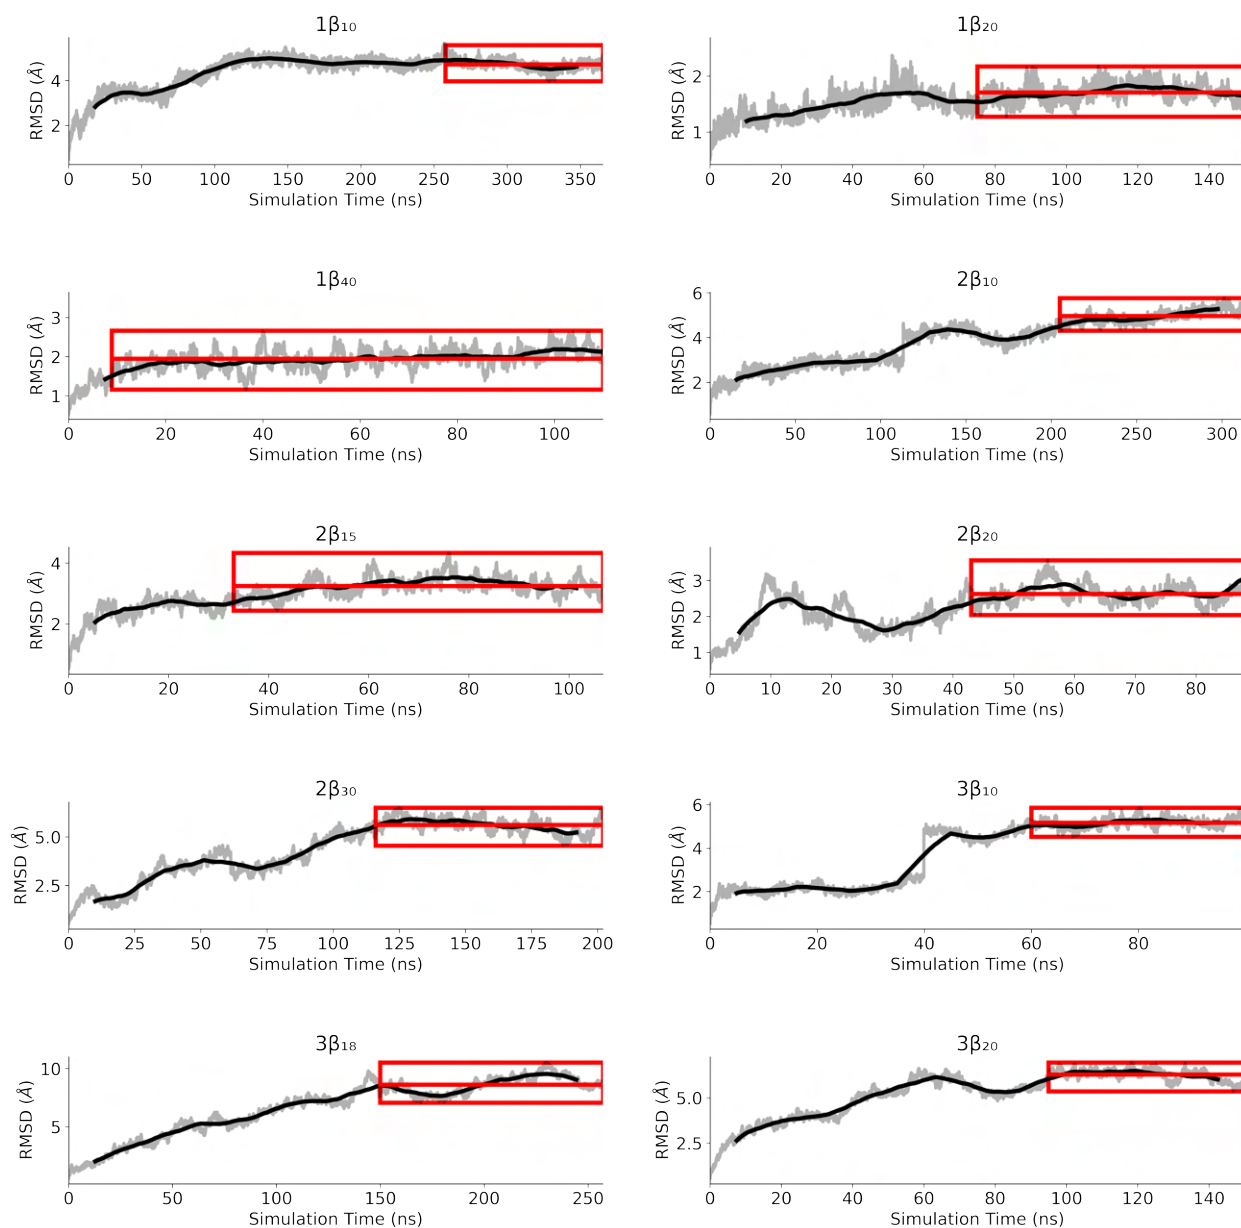 1β₁₀
RMSD (Å)
4
2
0 50 100 150 200 250 300 350
Simulation Time (ns)
1β₂₀
RMSD (Å)
2
1
0 20 40 60 80 100 120 140
Simulation Time (ns)
1β₄₀
RMSD (Å)
3
2
1
0 20 40 60 80 100
Simulation Time (ns)
2β₁₀
RMSD (Å)
6
4
2
0 50 100 150 200 250 300
Simulation Time (ns)
2β₁₅
RMSD (Å)
4
2
0 20 40 60 80 100
Simulation Time (ns)
2β₂₀
RMSD (Å)
3
2
1
0 10 20 30 40 50 60 70 80
Simulation Time (ns)
2β₃₀
RMSD (Å)
5.0
2.5
0 25 50 75 100 125 150 175 200
Simulation Time (ns)
3β₁₀
RMSD (Å)
6
4
2
0 20 40 60 80
Simulation Time (ns)
3β₁₈
RMSD (Å)
10
5
0 50 100 150 200 250
Simulation Time (ns)
3β₂₀
RMSD (Å)
5.0
2.5
0 20 40 60 80 100 120 140
Simulation Time (ns)